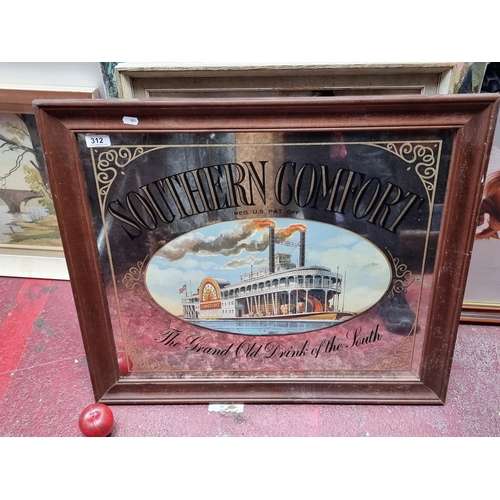 312
SOUTHERN COMFORT
REG. U.S. PAT. OFF.
The Grand Old Drink of the South